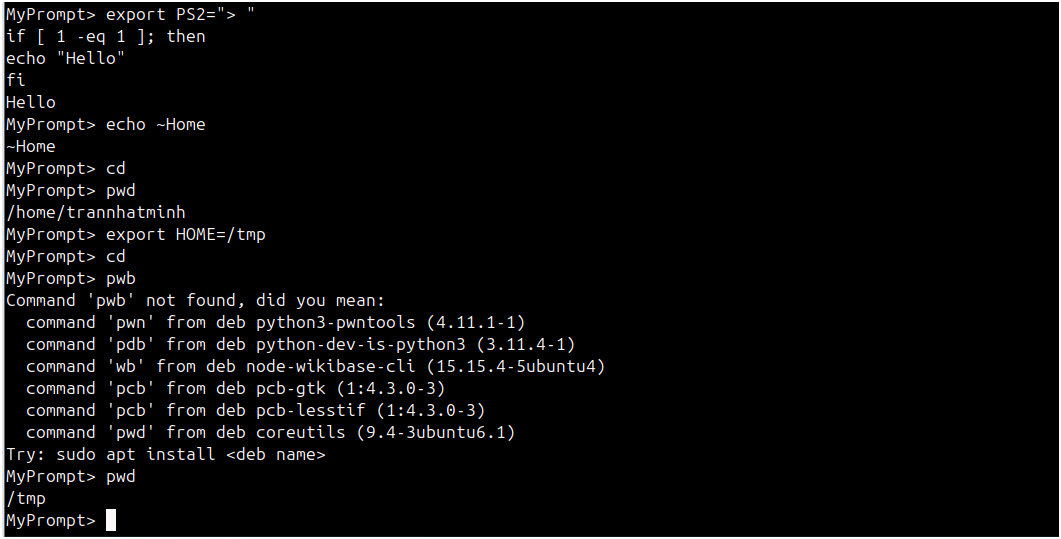 MyPrompt> export PS2="> "
if [ 1 -eq 1 ]; then
echo "Hello"
fi
Hello
MyPrompt> echo ~Home
~Home
MyPrompt> cd
MyPrompt> pwd
/home/trannhatminh
MyPrompt> export HOME=/tmp
MyPrompt> cd
MyPrompt> pwb
Command 'pwb' not found, did you mean:
  command 'pwn' from deb python3-pwntools (4.11.1-1)
  command 'pdb' from deb python-dev-is-python3 (3.11.4-1)
  command 'wb' from deb node-wikibase-cli (15.15.4-5ubuntu4)
  command 'pcb' from deb pcb-gtk (1:4.3.0-3)
  command 'pcb' from deb pcb-lesstif (1:4.3.0-3)
  command 'pwd' from deb coreutils (9.4-3ubuntu6.1)
Try: sudo apt install <deb name>
MyPrompt> pwd
/tmp
MyPrompt>